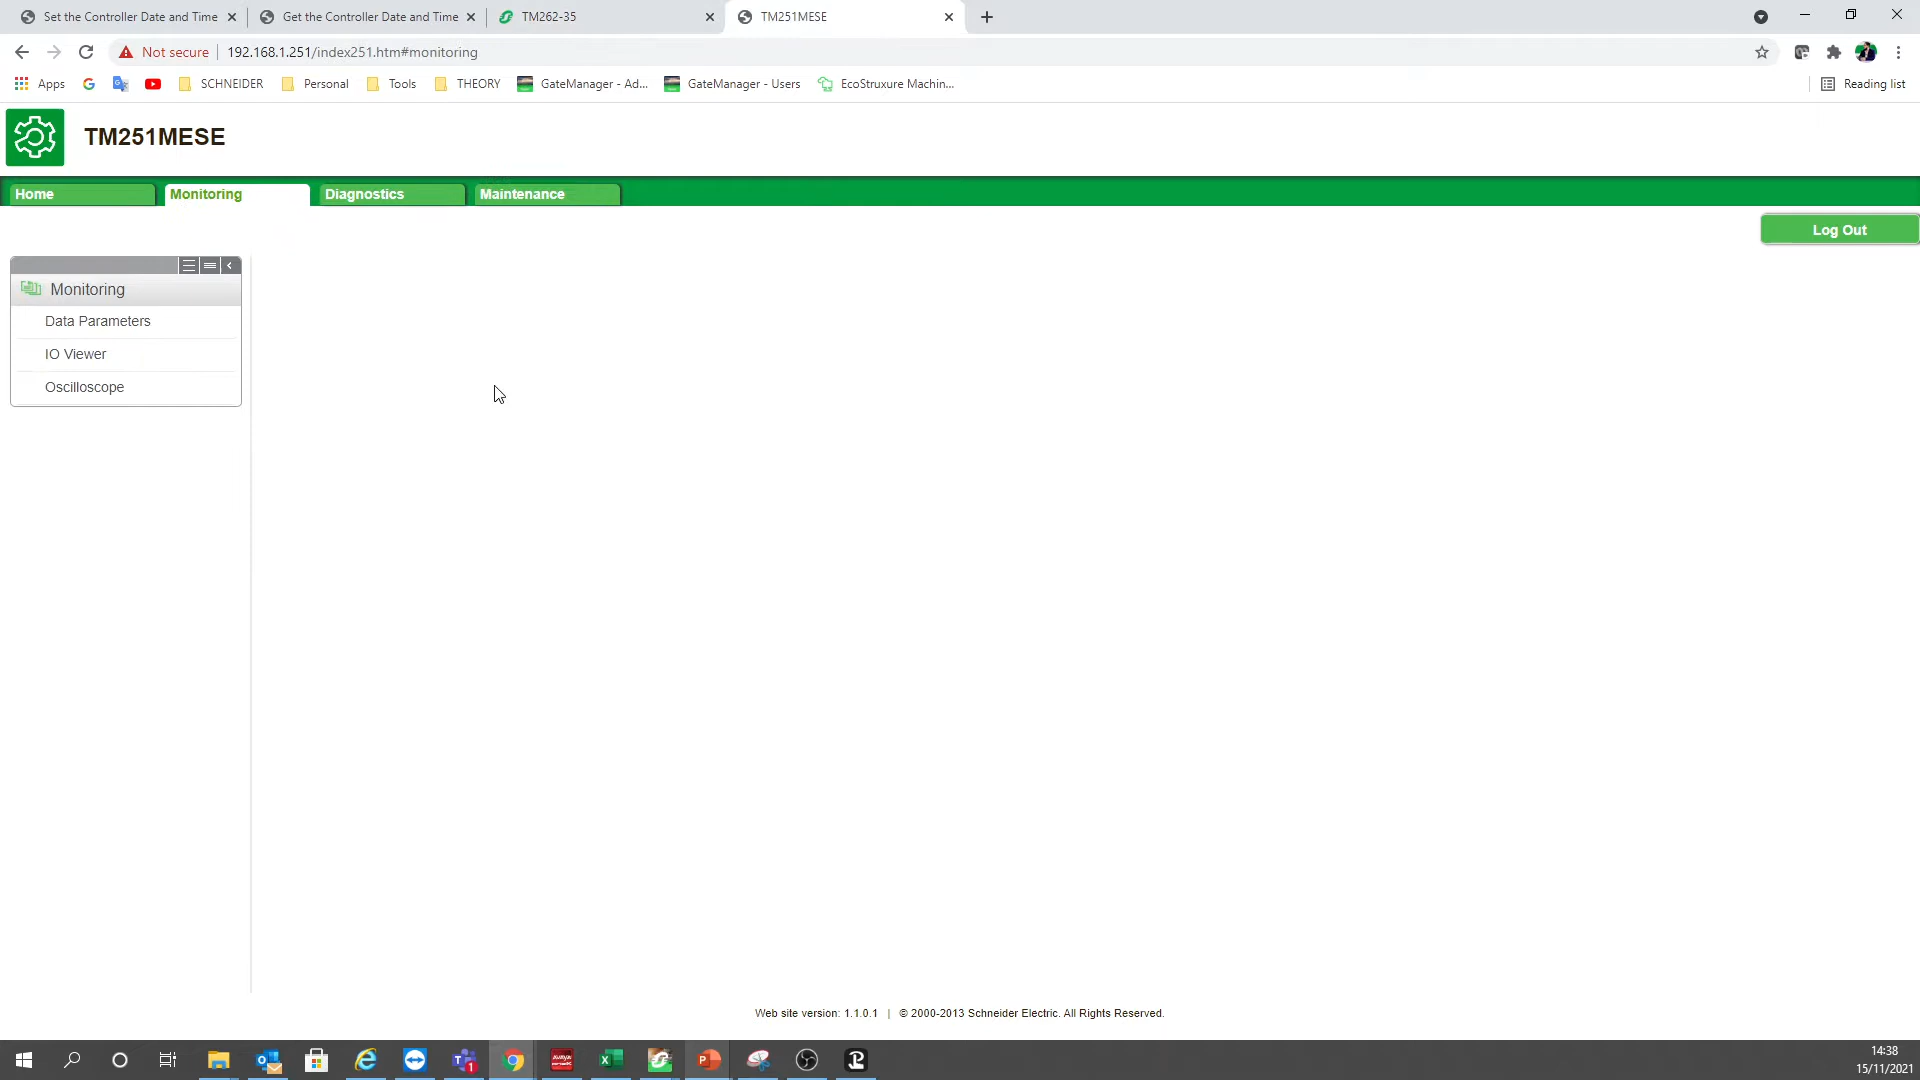 Set the Controller Date and Time
Get the Controller Date and Time
TM262-35
TM251MESE
Not secure
192.168.1.251/index251.htm#monitoring
Apps
SCHNEIDER
Personal
Tools
THEORY
GateManager - Ad...
GateManager - Users
EcoStruxure Machin...
Reading list
TM251MESE
Home
Monitoring
Diagnostics
Maintenance
Log Out
Monitoring
Data Parameters
IO Viewer
Oscilloscope
Web site version: 1.1.0.1 | © 2000-2013 Schneider Electric. All Rights Reserved.
14:38
15/11/2021